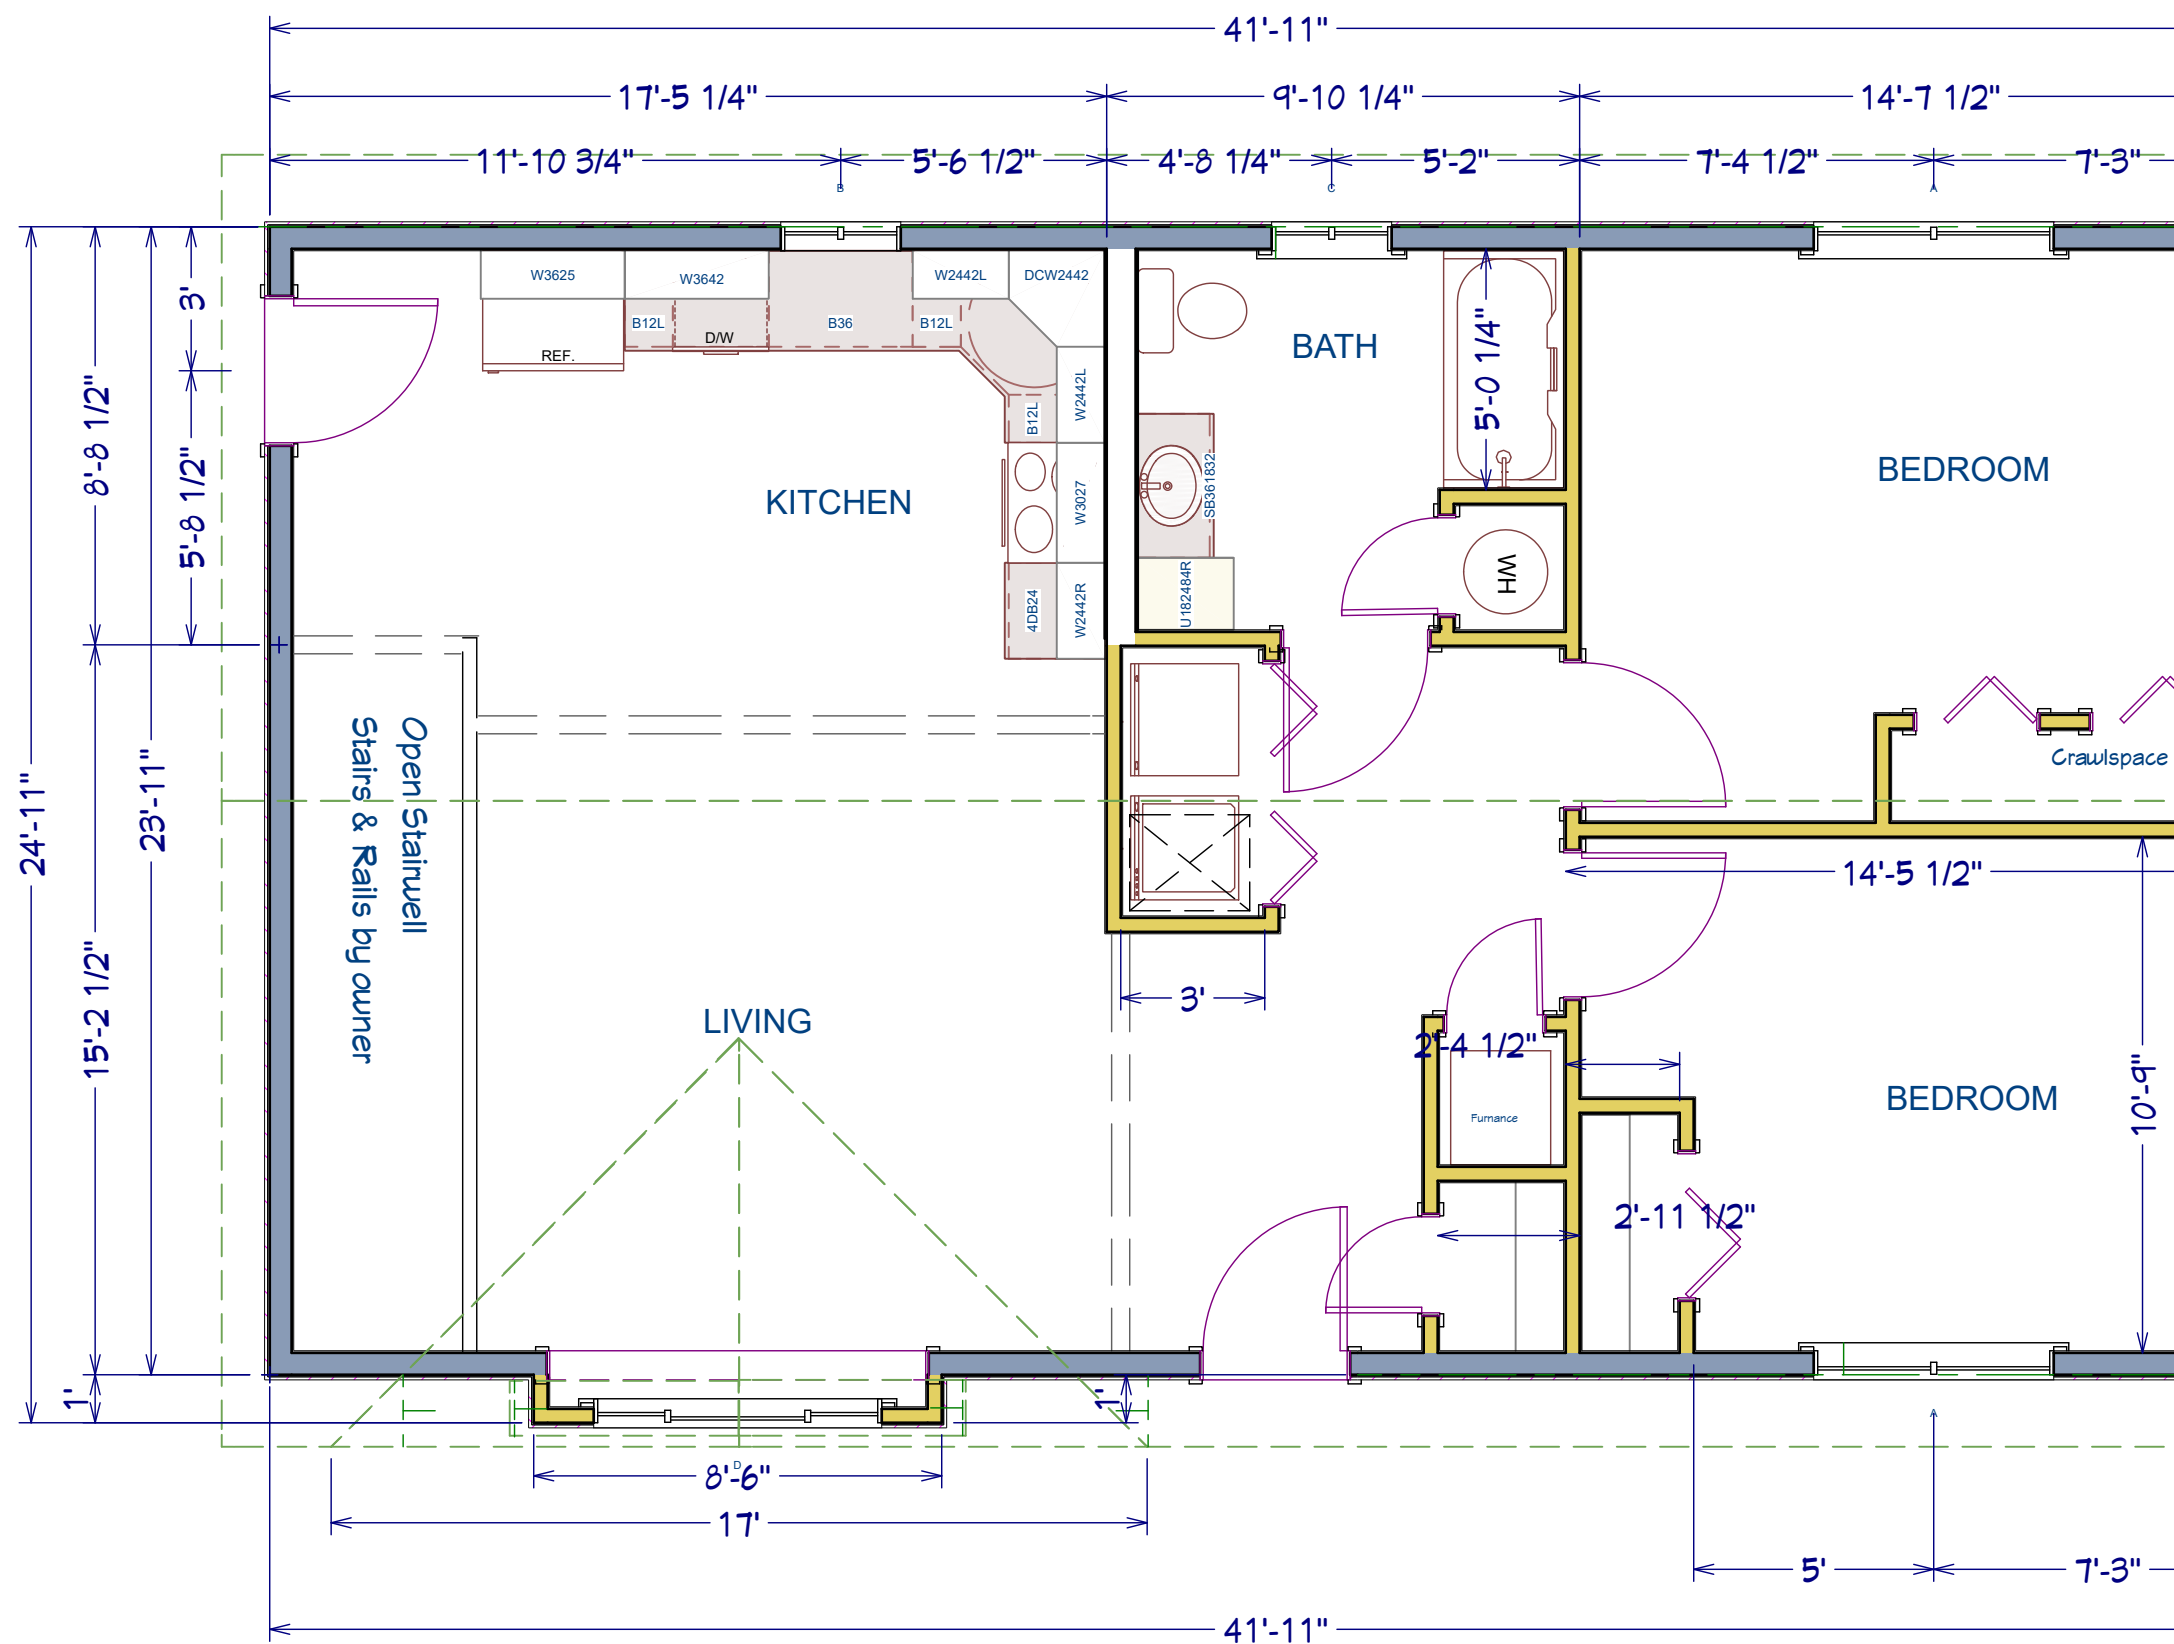 41'-11"
17'-5 1/4"
9'-10 1/4"
14'-7 1/2"
11'-10 3/4"
5'-6 1/2"
4'-8 1/4"
5'-2"
7'-4 1/2"
7'-3"
B
C
A
W3625
W3642
W2442L
DCW2442
B12L
D/W
B36
B12L
REF.
W2442L
B12L
W3027
4DB24
W2442R
KITCHEN
BATH
5'-0 1/4"
SB361832
U182484R
WH
BEDROOM
3'
8'-8 1/2"
5'-8 1/2"
24'-11"
23'-11"
15'-2 1/2"
1'
Open Stairwell
Stairs & Rails by owner
Crawlspace
14'-5 1/2"
3'
LIVING
2'-4 1/2"
Furnance
BEDROOM
10'-9"
2'-11 1/2"
1'
D
8'-6"
17'
A
5'
7'-3"
41'-11"